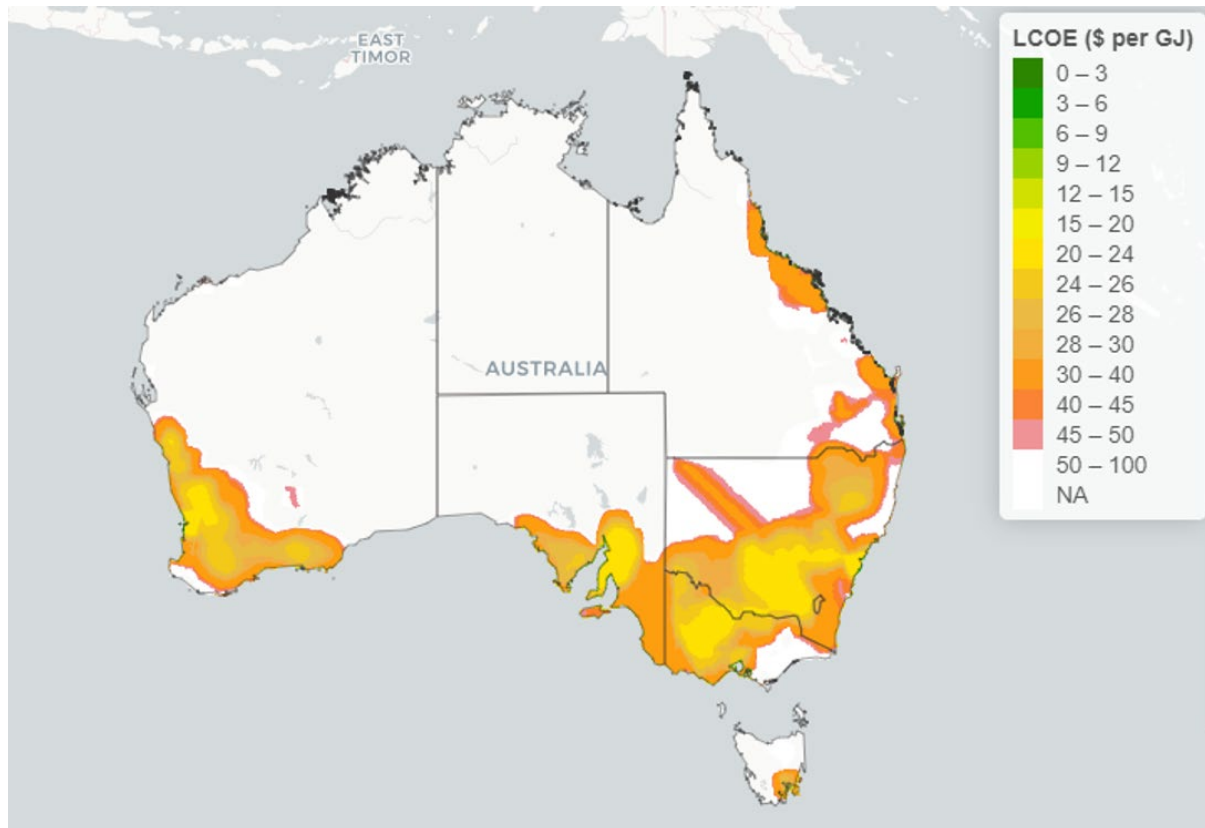 EAST
TIMOR
AUSTRALIA
LCOE ($ per GJ)
0 – 3
3 – 6
6 – 9
9 – 12
12 – 15
15 – 20
20 – 24
24 – 26
26 – 28
28 – 30
30 – 40
40 – 45
45 – 50
50 – 100
NA